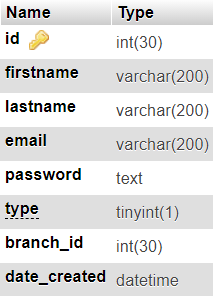 Name Type
id int(30)
firstname varchar(200)
lastname varchar(200)
email varchar(200)
password text
type tinyint(1)
branch_id int(30)
date_created datetime